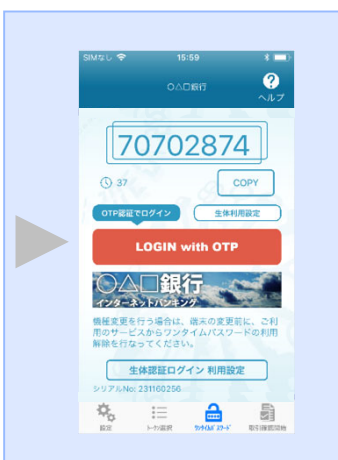 SIMなし 15:59
○△□銀行
?
ヘルプ
70702874
37
COPY
OTP認証でログイン 生体利用設定
LOGIN with OTP
○△□銀行
インターネットバンキング
機種変更を行う場合は、端末の変更前に、ご利
用のサービスからワンタイムパスワードの利用
解除を行なってください。
生体認証ログイン 利用設定
シリアルNo: 231160256
設定 トークン選択 ワンタイムパスワード 取引確認開始